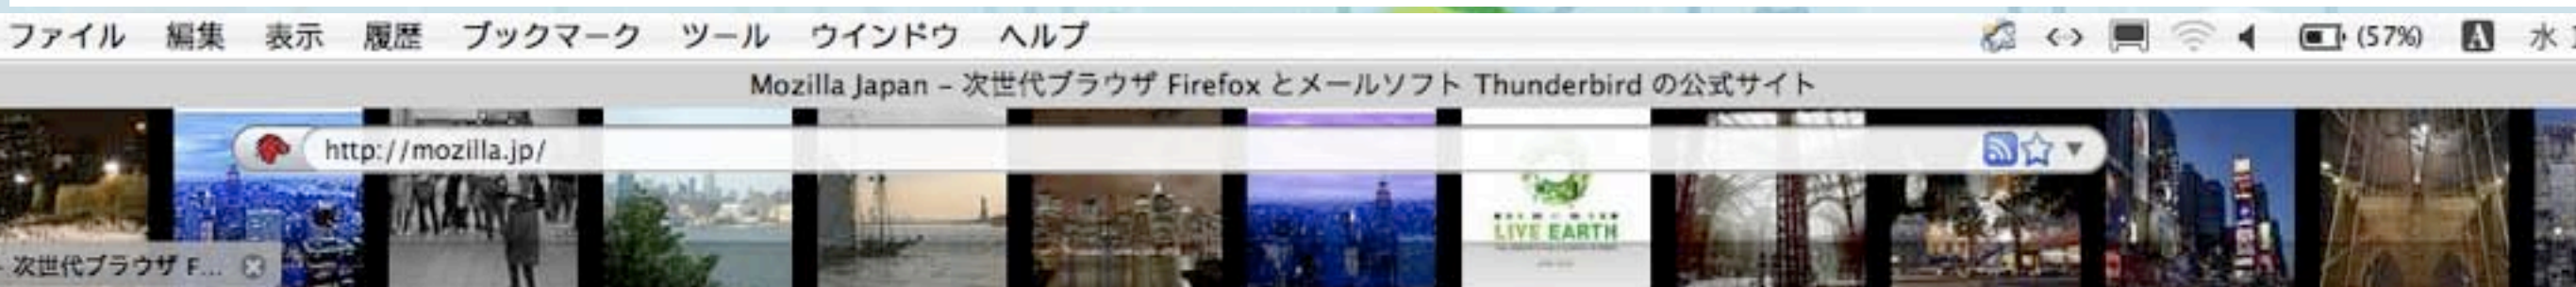 ファイル 編集 表示 履歴 ブックマーク ツール ウインドウ ヘルプ (57%) A 水
Mozilla Japan – 次世代ブラウザ Firefox とメールソフト Thunderbird の公式サイト
http://mozilla.jp/
LIVE EARTH
次世代ブラウザ F...